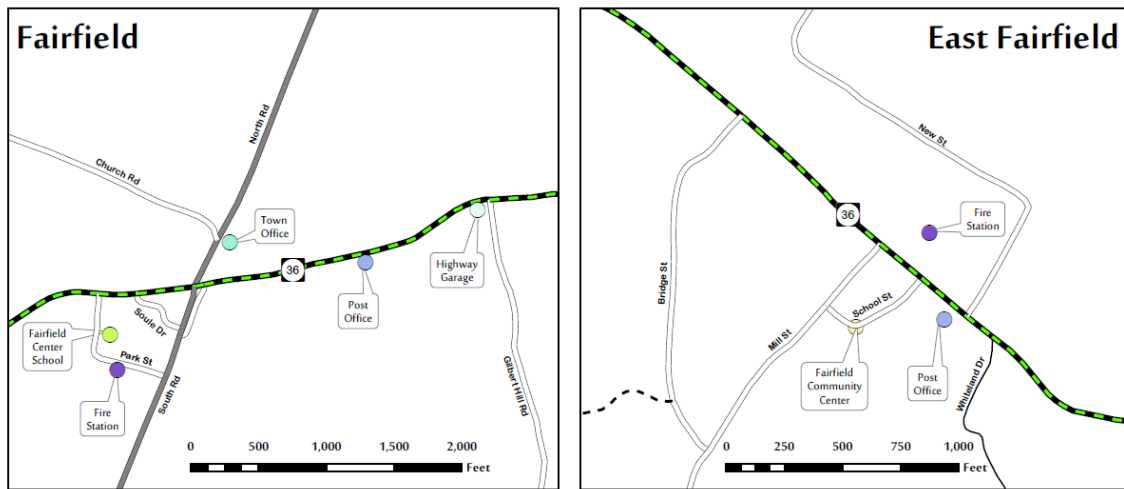 Fairfield
North Rd
Church Rd
Town
Office
36
Highway
Garage
Post
Office
Soule Dr
Fairfield
Center
School
Park St
Fire
Station
South Rd
Gilbert Hill Rd
0 500 1,000 1,500 2,000
Feet
East Fairfield
New St
36
Fire
Station
Bridge St
School St
Mill St
Fairfield
Community
Center
Post
Office
Whiteland Dr
0 250 500 750 1,000
Feet